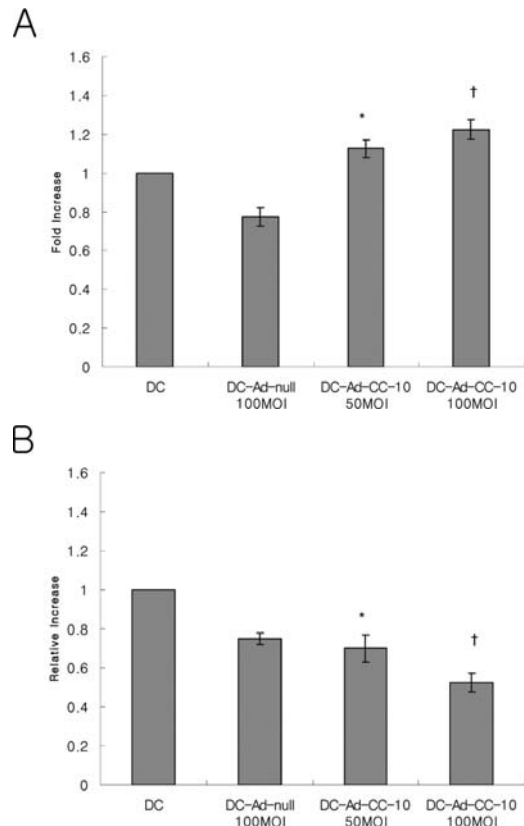 A
1.6
1.4
†
*
1.2
1
0.8
0.6
0.4
0.2
0
Fold Increase
DC DC-Ad-null DC-Ad-CC-10 DC-Ad-CC-10
100MOI 50MOI 100MOI
B
1.6
1.4
1.2
1
*
†
0.8
0.6
0.4
0.2
0
Relative Increase
DC DC-Ad-null DC-Ad-CC-10 DC-Ad-CC-10
100MOI 50MOI 100MOI